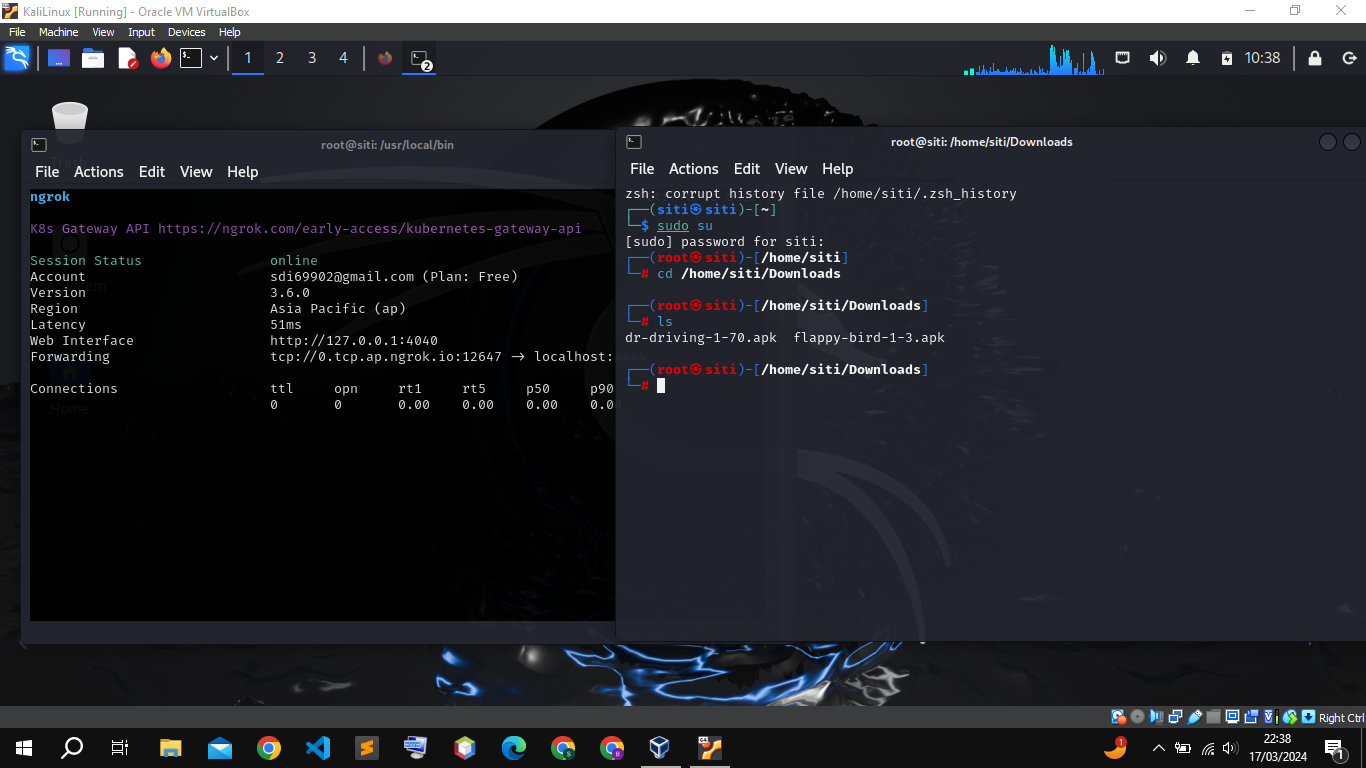 KaliLinux [Running] - Oracle VM VirtualBox
File Machine View Input Devices Help
1 2 3 4 2 10:38
root@siti: /usr/local/bin
File Actions Edit View Help
ngrok
K8s Gateway API https://ngrok.com/early-access/kubernetes-gateway-api
Session Status online
Account sdi69902@gmail.com (Plan: Free)
Version 3.6.0
Region Asia Pacific (ap)
Latency 51ms
Web Interface http://127.0.0.1:4040
Forwarding tcp://0.tcp.ap.ngrok.io:12647 -> localhost:4444
Connections ttl opn rt1 rt5 p50 p90
0 0 0.00 0.00 0.00 0.00
Home
root@siti: /home/siti/Downloads
File Actions Edit View Help
zsh: corrupt history file /home/siti/.zsh_history
┌──(siti㉿siti)-[~]
└─$ sudo su
[sudo] password for siti:
┌──(root㉿siti)-[/home/siti]
└─# cd /home/siti/Downloads
┌──(root㉿siti)-[/home/siti/Downloads]
└─# ls
dr-driving-1-70.apk flappy-bird-1-3.apk
┌──(root㉿siti)-[/home/siti/Downloads]
└─#
Right Ctrl
22:38
17/03/2024
1